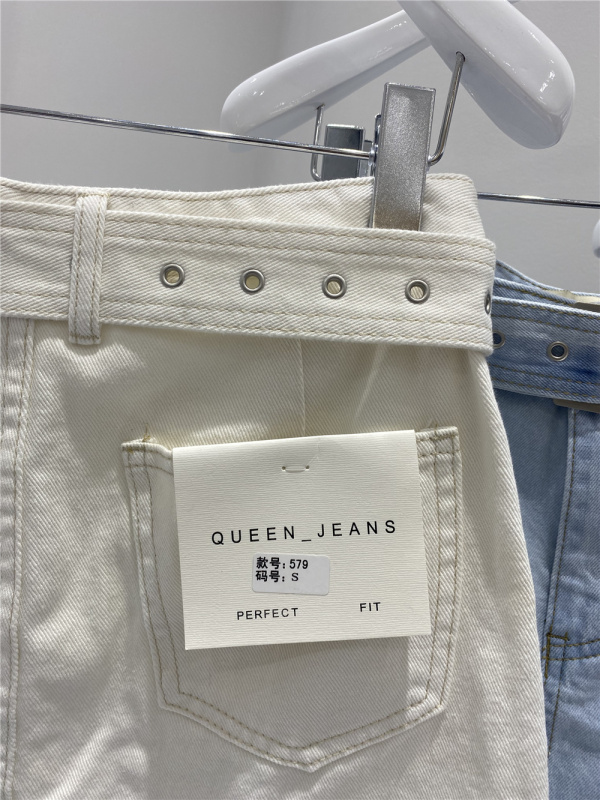 QUEEN_JEANS
款号:579
码号:S
PERFECT FIT